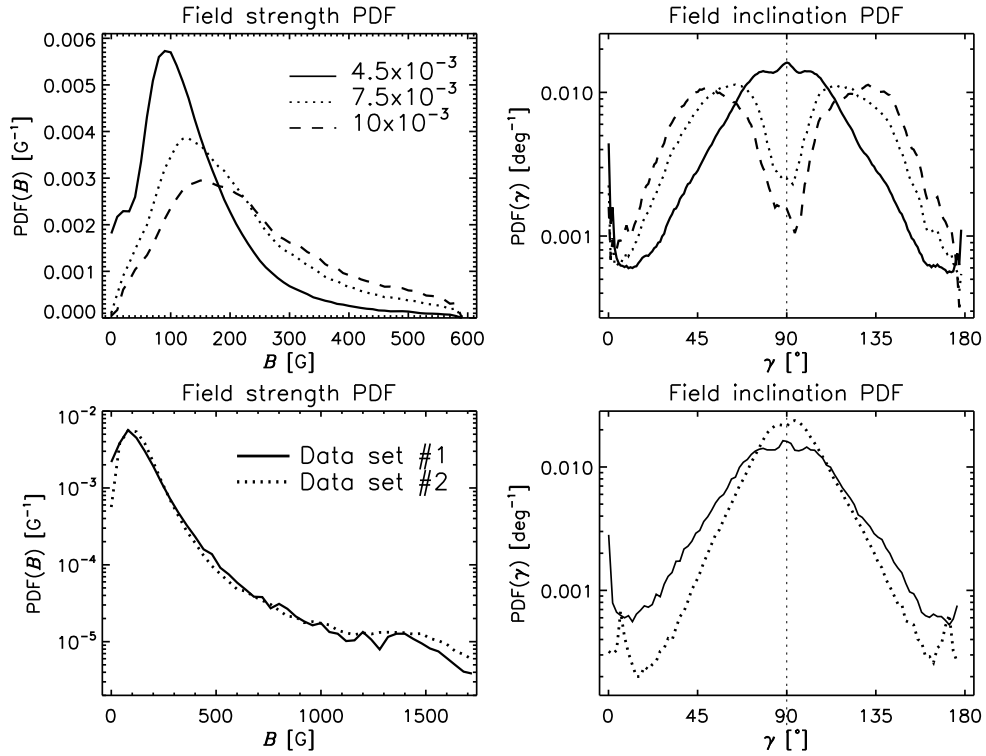 Field strength PDF
0.006
0.005
0.004
0.003
0.002
0.001
0.000
PDF(B) [G⁻¹]
4.5x10⁻³
7.5x10⁻³
10x10⁻³
0 100 200 300 400 500 600
B [G]
Field inclination PDF
0.010
0.001
PDF(γ) [deg⁻¹]
0 45 90 135 180
γ [°]
Field strength PDF
10⁻²
10⁻³
10⁻⁴
10⁻⁵
PDF(B) [G⁻¹]
Data set #1
Data set #2
0 500 1000 1500
B [G]
Field inclination PDF
0.010
0.001
PDF(γ) [deg⁻¹]
0 45 90 135 180
γ [°]